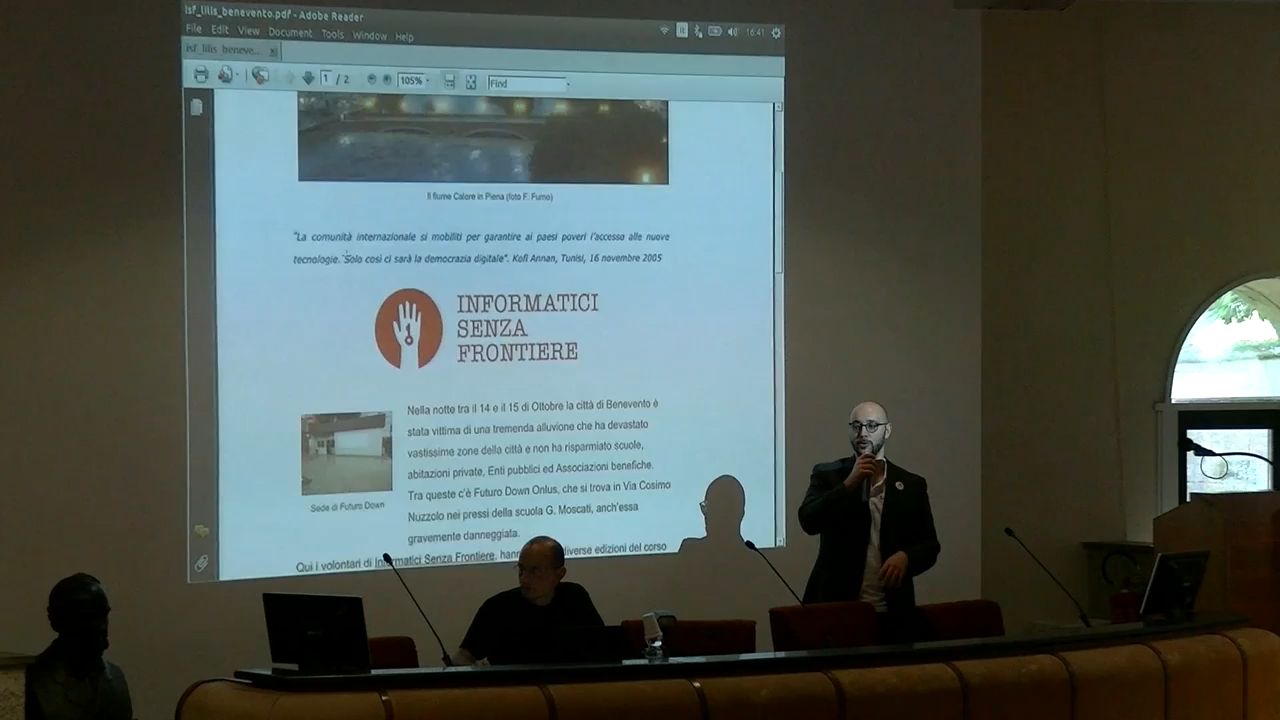 isf_lilis_benevento.pdf - Adobe Reader
File Edit View Document Tools Window Help
16:41
isf_lilis beneve...
1 / 2 105% Find
Il fiume Calore in Piena (foto F. Fumo)
"La comunità internazionale si mobiliti per garantire ai paesi poveri l'accesso alle nuove
tecnologie. Solo così ci sarà la democrazia digitale". Kofi Annan, Tunisi, 16 novembre 2005
INFORMATICI
SENZA
FRONTIERE
Nella notte tra il 14 e il 15 di Ottobre la città di Benevento è
stata vittima di una tremenda alluvione che ha devastato
vastissime zone della città e non ha risparmiato scuole,
abitazioni private, Enti pubblici ed Associazioni benefiche.
Tra queste c'è Futuro Down Onlus, che si trova in Via Cosimo
Nuzzolo nei pressi della scuola G. Moscati, anch'essa
gravemente danneggiata.
Sede di Futuro Down
Qui i volontari di Informatici Senza Frontiere, hann diverse edizioni del corso